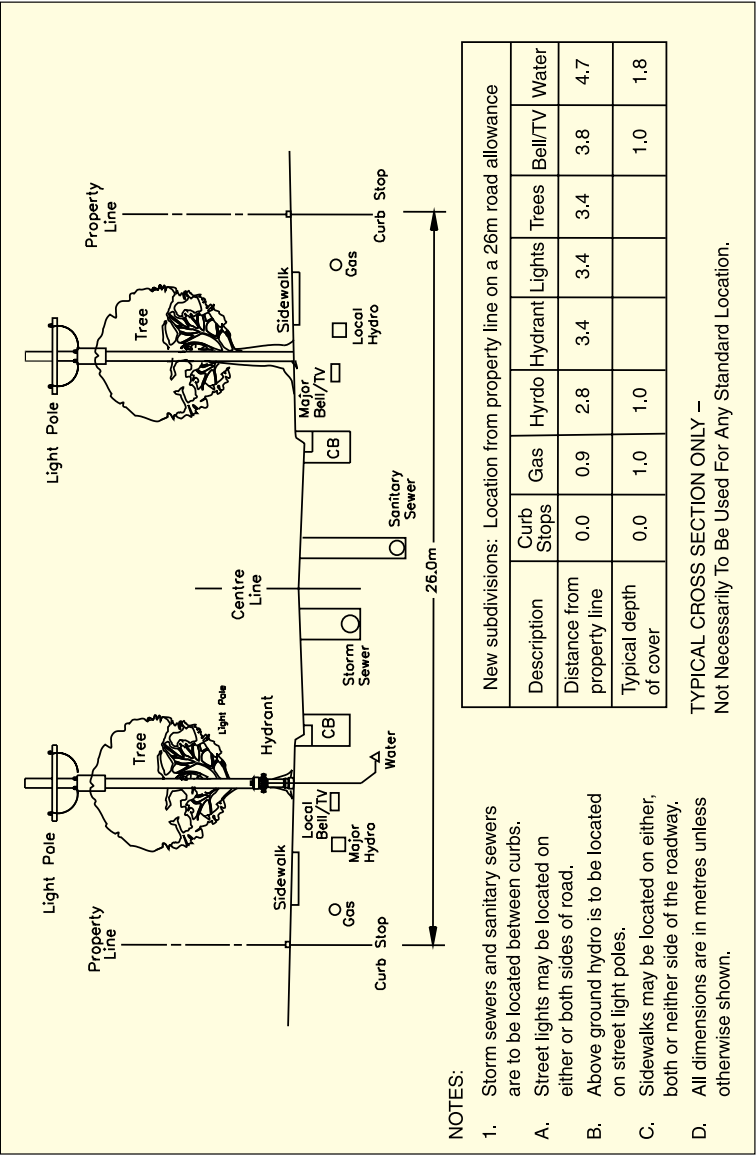 Light Pole
Light Pole
Property
Line
Tree
Light Pole
Hydrant
Centre
Line
Tree
Property
Line
Sidewalk
Sidewalk
Gas
Major
Hydro
Local
Bell/TV
Water
CB
Storm
Sewer
Sanitary
Sewer
CB
Major
Bell/TV
Local
Hydro
Gas
Curb Stop
Curb Stop
26.0m
NOTES:
1. Storm sewers and sanitary sewers
are to be located between curbs.
A. Street lights may be located on
either or both sides of road.
B. Above ground hydro is to be located
on street light poles.
C. Sidewalks may be located on either,
both or neither side of the roadway.
D. All dimensions are in metres unless
otherwise shown.
New subdivisions: Location from property line on a 26m road allowance
Description Curb Stops Gas Hyrdo Hydrant Lights Trees Bell/TV Water
Distance from property line 0.0 0.9 2.8 3.4 3.4 3.4 3.8 4.7
Typical depth of cover 0.0 1.0 1.0 1.0 1.8
TYPICAL CROSS SECTION ONLY –
Not Necessarily To Be Used For Any Standard Location.